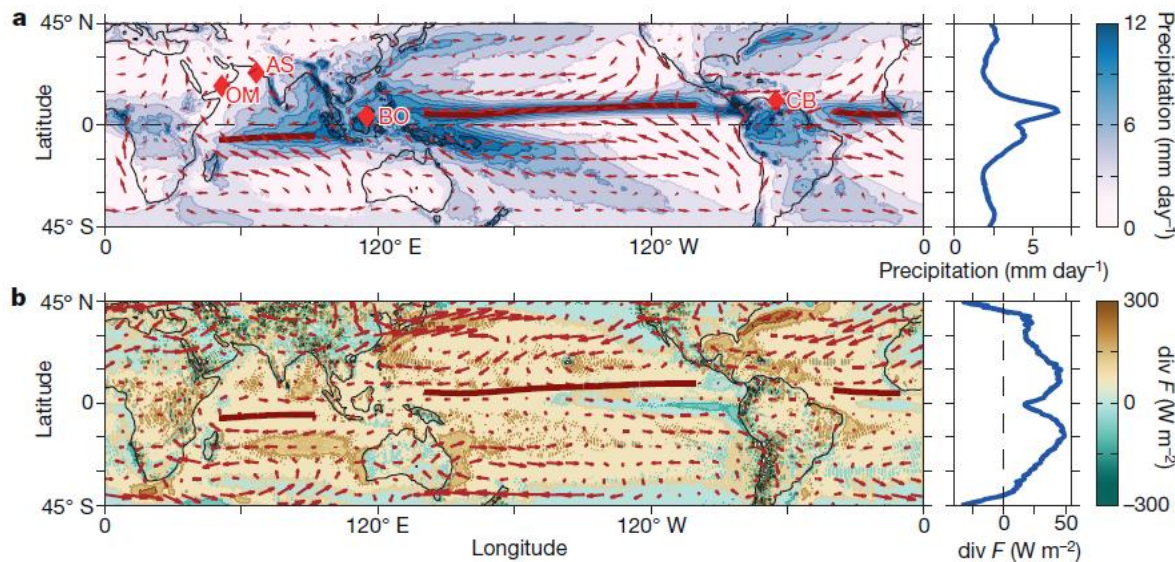 a
45° N
0
45° S
Latitude
AS
OM
BO
CB
0
120° E
120° W
0
0
5
Precipitation (mm day⁻¹)
12
6
0
Precipitation (mm day⁻¹)
b
45° N
0
45° S
Latitude
0
120° E
120° W
0
Longitude
0
50
div F (W m⁻²)
300
0
–300
div F (W m⁻²)